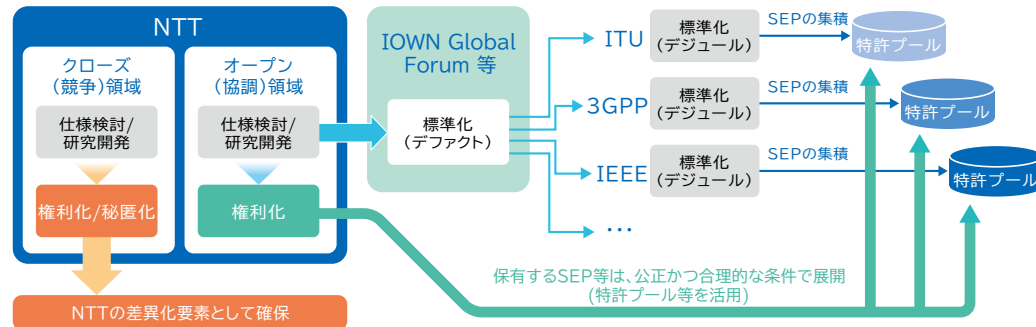 NTT
クローズ
(競争)領域
仕様検討/
研究開発
権利化/秘匿化
NTTの差異化要素として確保
オープン
(協調)領域
仕様検討/
研究開発
権利化
IOWN Global
Forum 等
標準化
(デファクト)
ITU
標準化
(デジュール)
SEPの集積
特許プール
3GPP
標準化
(デジュール)
SEPの集積
特許プール
IEEE
標準化
(デジュール)
SEPの集積
特許プール
...
保有するSEP等は、公正かつ合理的な条件で展開
(特許プール等を活用)